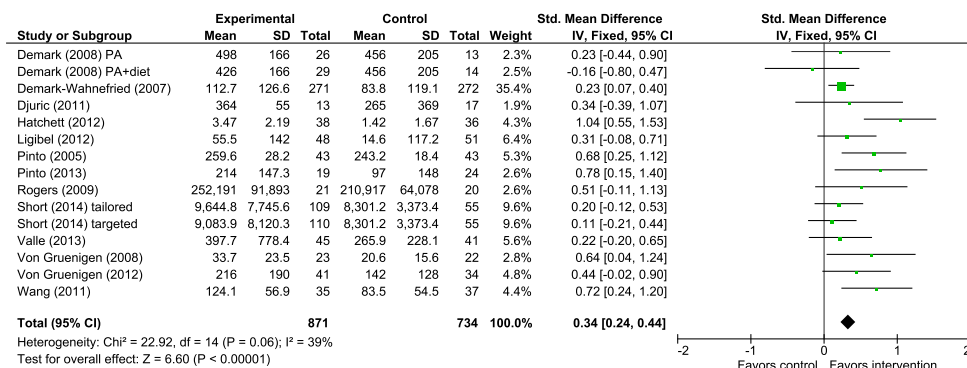 Experimental Control Std. Mean Difference Std. Mean Difference
Study or Subgroup Mean SD Total Mean SD Total Weight IV, Fixed, 95% CI IV, Fixed, 95% CI
Demark (2008) PA 498 166 26 456 205 13 2.3% 0.23 [-0.44, 0.90]
Demark (2008) PA+diet 426 166 29 456 205 14 2.6% -0.16 [-0.80, 0.47]
Demark-Wahnefried (2007) 112.7 126.6 271 83.8 119.1 272 35.4% 0.23 [0.07, 0.40]
Djuric (2011) 364 55 13 265 369 17 1.9% 0.34 [-0.39, 1.07]
Hatchett (2012) 3.47 2.19 38 1.42 1.67 36 4.2% 1.04 [0.55, 1.53]
Ligibel (2012) 55.5 142 48 14.6 117.2 51 6.4% 0.31 [-0.08, 0.71]
Pinto (2005) 259.6 28.2 43 243.2 18.4 43 5.3% 0.68 [0.25, 1.12]
Pinto (2013) 214 147.3 19 97 148 24 2.6% 0.78 [0.15, 1.40]
Rogers (2009) 252,191 91,893 21 210,917 64,078 20 2.6% 0.51 [-0.11, 1.13]
Short (2014) tailored 9,644.8 7,745.6 109 8,301.2 3,373.4 55 9.6% 0.20 [-0.12, 0.53]
Short (2014) targeted 9,083.9 8,120.3 110 8,301.2 3,373.4 55 9.6% 0.11 [-0.21, 0.44]
Valle (2013) 397.7 778.4 45 265.9 228.1 41 5.6% 0.22 [-0.20, 0.65]
Von Gruenigen (2008) 33.7 23.5 23 20.6 15.6 22 2.8% 0.64 [0.04, 1.24]
Von Gruenigen (2012) 216 190 41 142 128 34 4.7% 0.44 [-0.02, 0.90]
Wang (2011) 124.1 56.9 35 83.5 54.5 37 4.4% 0.72 [0.24, 1.20]
Total (95% CI) 871 734 100.0% 0.34 [0.24, 0.44]
Heterogeneity: Chi² = 22.92, df = 14 (P = 0.06); I² = 39%
Test for overall effect: Z = 6.60 (P < 0.00001)
-2 -1 0 1 2
Favors control Favors intervention